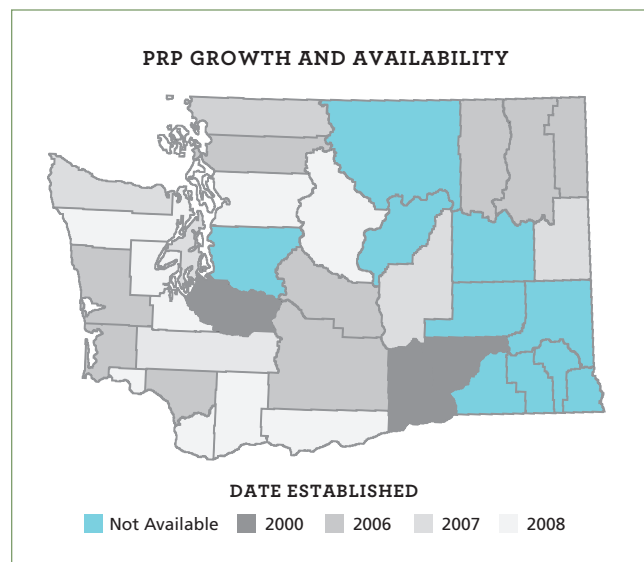 PRP GROWTH AND AVAILABILITY
DATE ESTABLISHED
Not Available 2000 2006 2007 2008